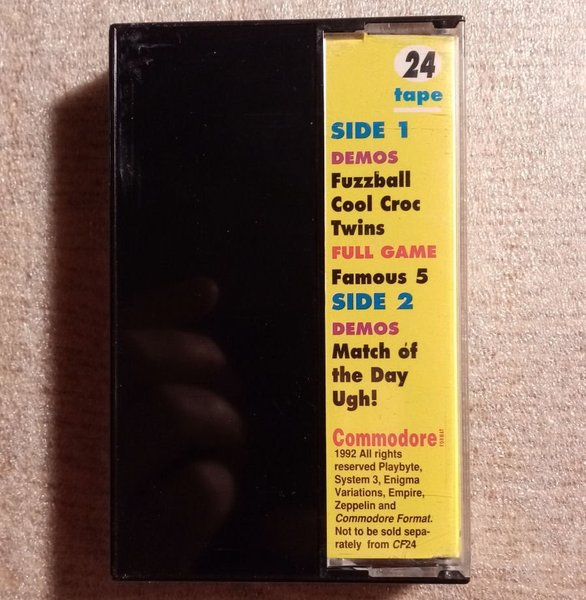 24
tape
SIDE 1
DEMOS
Fuzzball
Cool Croc
Twins
FULL GAME
Famous 5
SIDE 2
DEMOS
Match of
the Day
Ugh!
Commodore FORMAT
1992 All rights
reserved Playbyte,
System 3, Enigma
Variations, Empire,
Zeppelin and
Commodore Format.
Not to be sold sepa-
rately from CF24